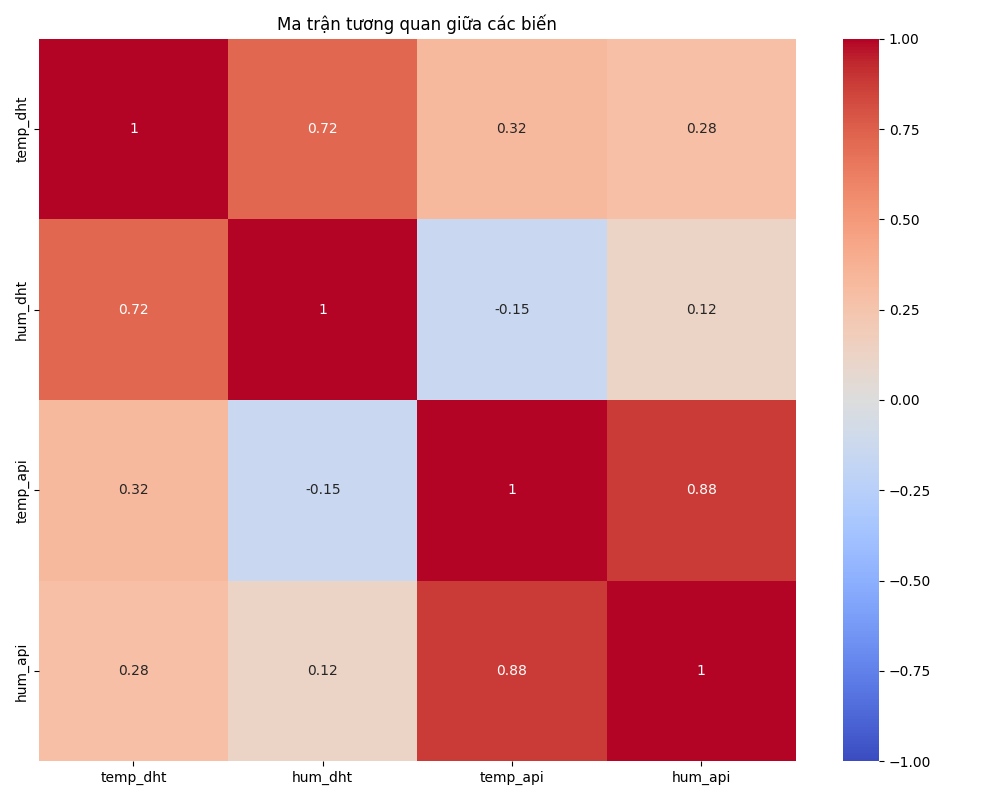 Ma trận tương quan giữa các biến
temp_dht
1
0.72
0.32
0.28
hum_dht
0.72
1
-0.15
0.12
temp_api
0.32
-0.15
1
0.88
hum_api
0.28
0.12
0.88
1
temp_dht
hum_dht
temp_api
hum_api
1.00
0.75
0.50
0.25
0.00
−0.25
−0.50
−0.75
−1.00